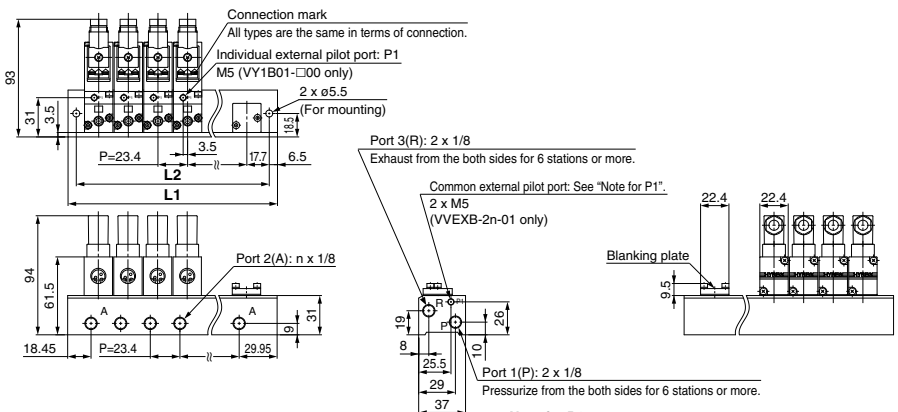 Connection mark
All types are the same in terms of connection.
Individual external pilot port: P1
M5 (VY1B01-□00 only)
2 x ø5.5
(For mounting)
93
31
3.5
18.5
P=23.4
3.5
17.7
6.5
L2
L1
Port 3(R): 2 x 1/8
Exhaust from the both sides for 6 stations or more.
Common external pilot port: See "Note for P1".
2 x M5
(VVEXB-2n-01 only)
22.4
22.4
Blanking plate
9.5
94
61.5
Port 2(A): n x 1/8
A
A
31
9
18.45
P=23.4
29.95
R
P1
P
19
26
10
8
25.5
29
37
Port 1(P): 2 x 1/8
Pressurize from the both sides for 6 stations or more.